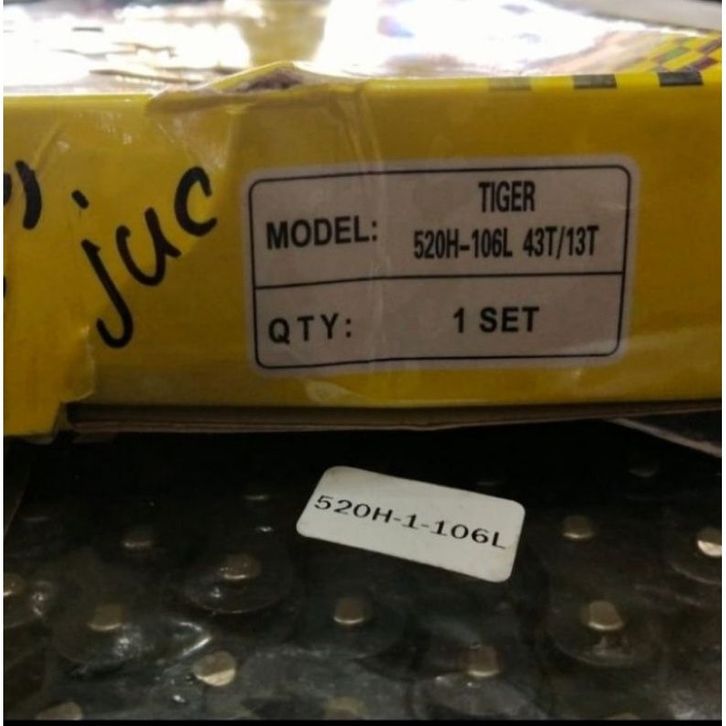 juc
MODEL:
TIGER
520H-106L 43T/13T
QTY:
1 SET
520H-1-106L